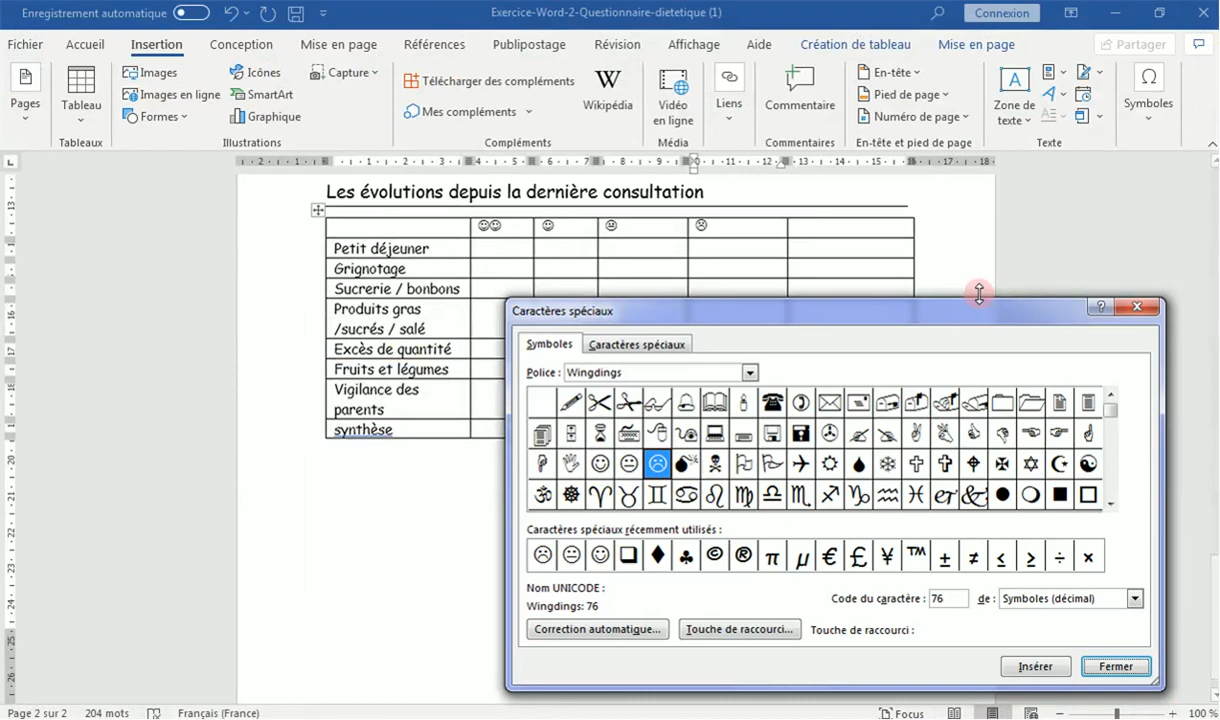 Enregistrement automatique
Exercice-Word-2-Questionnaire-dietetique (1)
Connexion
Fichier Accueil Insertion Conception Mise en page Références Publipostage Révision Affichage Aide Création de tableau Mise en page Partager
Pages
Tableau
Images
Images en ligne
Formes
Icônes
SmartArt
Graphique
Capture
Télécharger des compléments
Mes compléments
W
Wikipédia
Vidéo
en ligne
Liens
Commentaire
En-tête
Pied de page
Numéro de page
A
Zone de
texte
Symboles
Tableaux
Illustrations
Compléments
Média
Commentaires
En-tête et pied de page
Texte
Les évolutions depuis la dernière consultation
☺☺ ☺ 😐 ☹
Petit déjeuner
Grignotage
Sucrerie / bonbons
Produits gras
/sucrés / salé
Excès de quantité
Fruits et légumes
Vigilance des
parents
synthèse
Caractères spéciaux
Symboles Caractères spéciaux
Police : Wingdings
Caractères spéciaux récemment utilisés :
☹ 😐 ☺ ❑ ♦ ♣ © ® π µ € £ ¥ ™ ± ≠ ≤ ≥ ÷ ×
Nom UNICODE :
Wingdings: 76
Code du caractère : 76 de : Symboles (décimal)
Correction automatique... Touche de raccourci... Touche de raccourci :
Insérer Fermer
Page 2 sur 2 204 mots Français (France) Focus 100 %